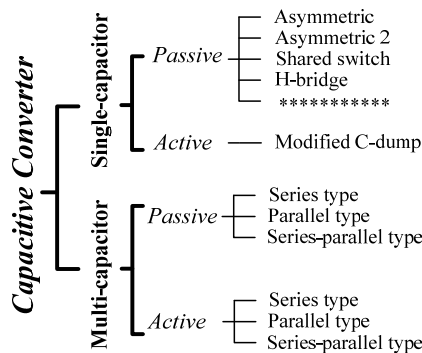 Capacitive Converter
Single-capacitor
Passive
Asymmetric
Asymmetric 2
Shared switch
H-bridge
***********
Active
Modified C-dump
Multi-capacitor
Passive
Series type
Parallel type
Series-parallel type
Active
Series type
Parallel type
Series-parallel type